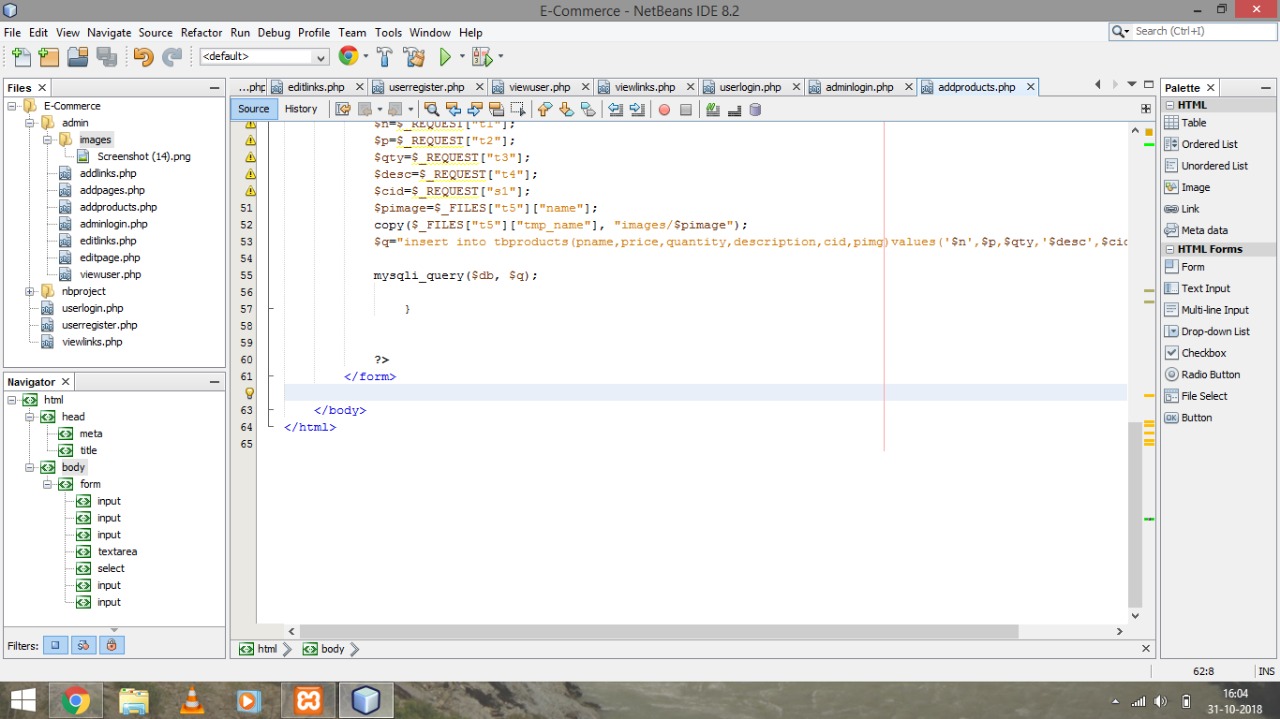 E-Commerce - NetBeans IDE 8.2
File Edit View Navigate Source Refactor Run Debug Profile Team Tools Window Help
Search (Ctrl+I)
<default>
Files
...php editlinks.php userregister.php viewuser.php viewlinks.php userlogin.php adminlogin.php addproducts.php
Palette
Source History
E-Commerce
admin
images
Screenshot (14).png
addlinks.php
addpages.php
addproducts.php
adminlogin.php
editlinks.php
editpage.php
viewuser.php
nbproject
userlogin.php
userregister.php
viewlinks.php
Navigator
html
head
meta
title
body
form
input
input
input
textarea
select
input
input
Filters:
$n=$_REQUEST["t1"];
$p=$_REQUEST["t2"];
$qty=$_REQUEST["t3"];
$desc=$_REQUEST["t4"];
$cid=$_REQUEST["s1"];
51 $pimage=$_FILES["t5"]["name"];
52 copy($_FILES["t5"]["tmp_name"], "images/$pimage");
53 $q="insert into tbproducts(pname,price,quantity,description,cid,pimg)values('$n',$p,$qty,'$desc',$cid
54
55 mysqli_query($db, $q);
56
57 }
58
59
60 ?>
61 </form>
63 </body>
64 </html>
65
html body
HTML
Table
Ordered List
Unordered List
Image
Link
Meta data
HTML Forms
Form
Text Input
Multi-line Input
Drop-down List
Checkbox
Radio Button
File Select
OK Button
62:8 INS
16:04
31-10-2018